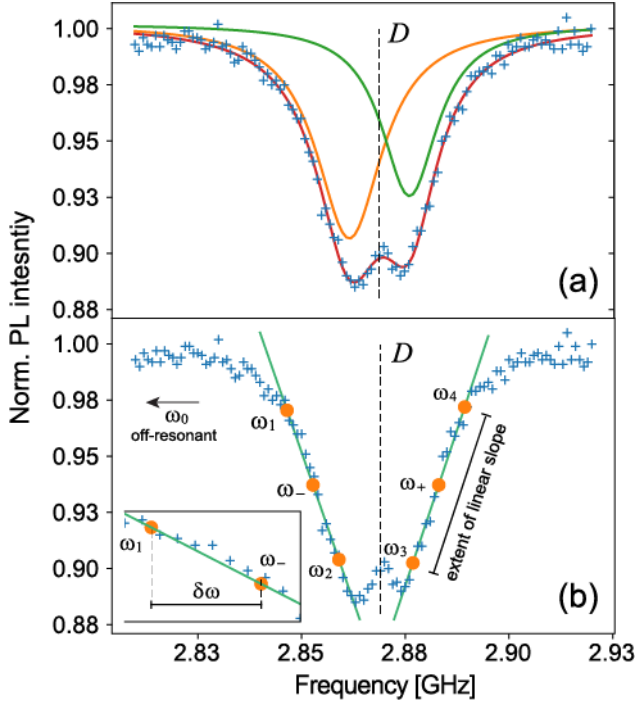 Norm. PL intesntiy
1.00
0.98
0.95
0.93
0.90
0.88
D
(a)
1.00
0.98
0.95
0.93
0.90
0.88
D
ω₀
off-resonant
ω₁
ω₋
ω₂
ω₃
ω₊
ω₄
extent of linear slope
ω₁
ω₋
δω
(b)
2.83
2.85
2.88
2.90
2.93
Frequency [GHz]